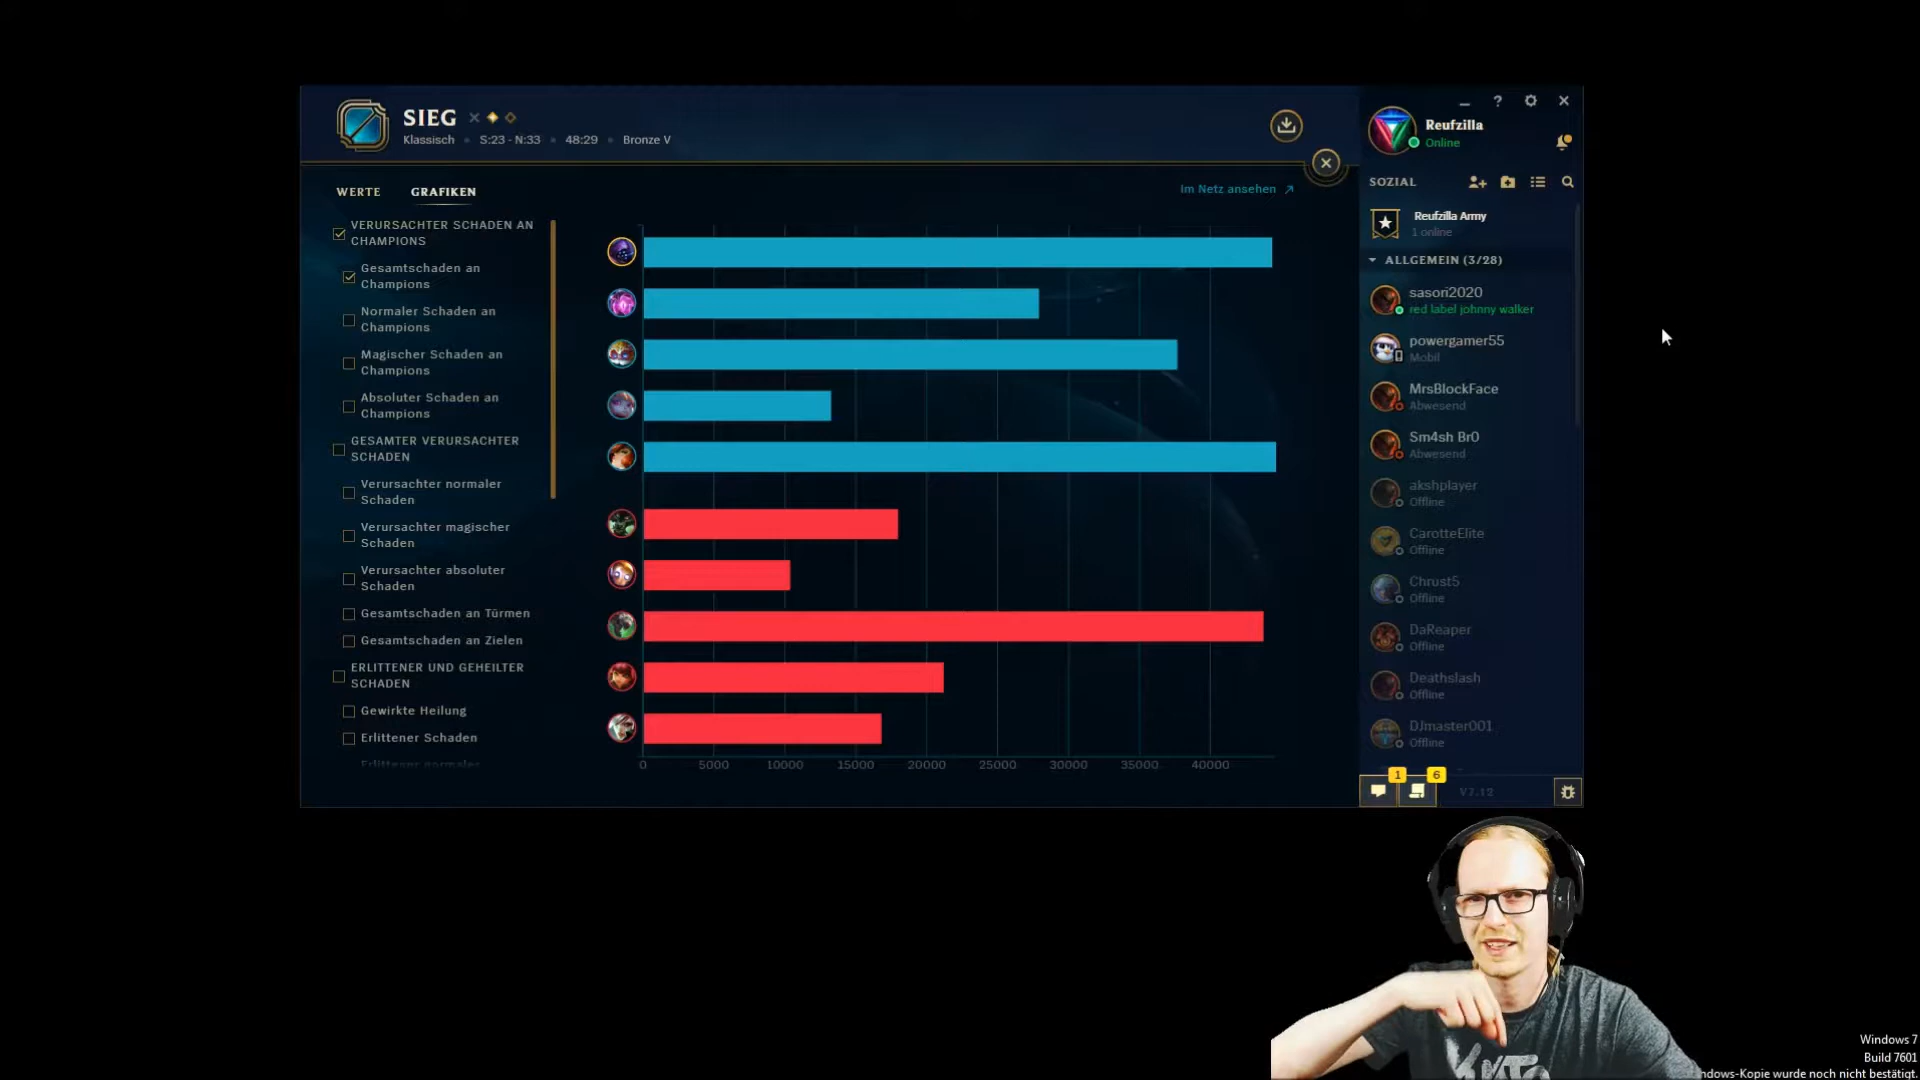 SIEG
Klassisch • S:23 - N:33 • 48:29 • Bronze V
WERTE GRAFIKEN
Im Netz ansehen
VERURSACHTER SCHADEN AN
CHAMPIONS
Gesamtschaden an
Champions
Normaler Schaden an
Champions
Magischer Schaden an
Champions
Absoluter Schaden an
Champions
GESAMTER VERURSACHTER
SCHADEN
Verursachter normaler
Schaden
Verursachter magischer
Schaden
Verursachter absoluter
Schaden
Gesamtschaden an Türmen
Gesamtschaden an Zielen
ERLITTENER UND GEHEILTER
SCHADEN
Gewirkte Heilung
Erlittener Schaden
Erlittener normaler
0 5000 10000 15000 20000 25000 30000 35000 40000
?
Reufzilla
Online
SOZIAL
Reufzilla Army
1 online
ALLGEMEIN (3/28)
sasori2020
red label johnny walker
powergamer55
Mobil
MrsBlockFace
Abwesend
Sm4sh Br0
Abwesend
akshplayer
Offline
CarotteElite
Offline
Chrust5
Offline
DaReaper
Offline
Deathslash
Offline
DJmaster001
Offline
1 6
V7.12
Windows 7
Build 7601
ndows-Kopie wurde noch nicht bestätigt.